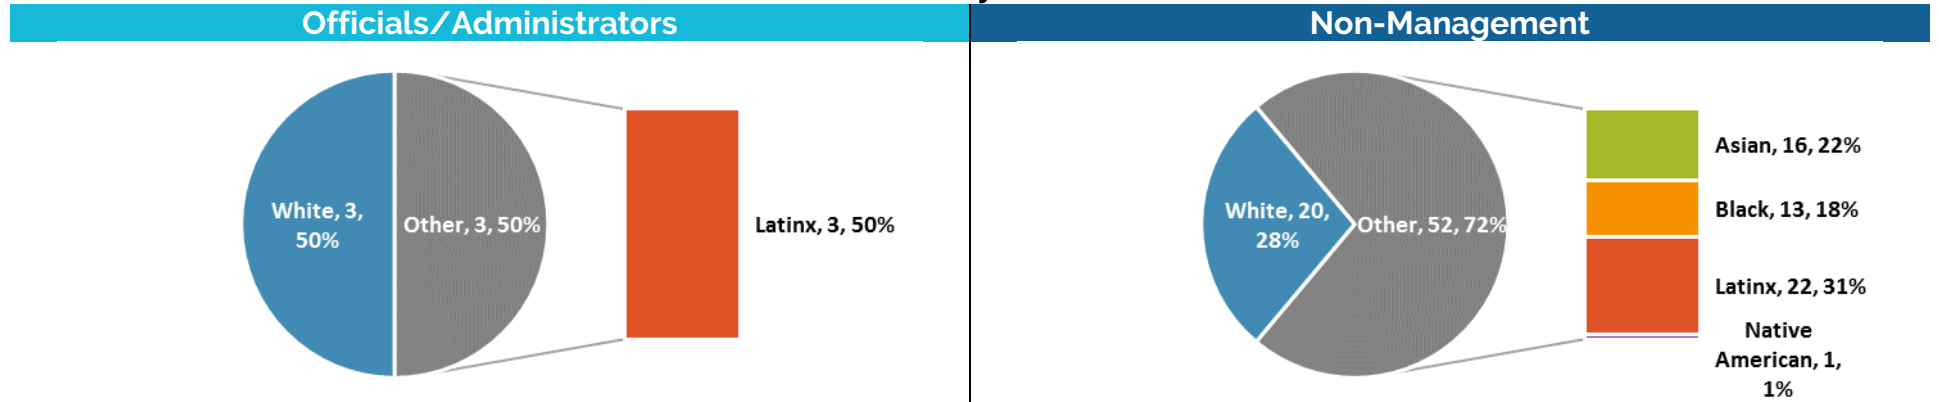 Officials/Administrators
White, 3,
50%
Other, 3, 50%
Latinx, 3, 50%
Non-Management
White, 20,
28%
Other, 52, 72%
Asian, 16, 22%
Black, 13, 18%
Latinx, 22, 31%
Native
American, 1,
1%